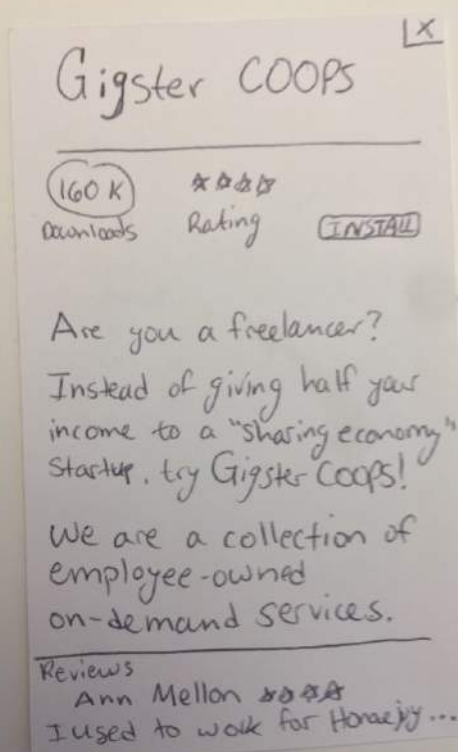 X
Gigster COOPS
160 K
☆☆☆☆
Downloads
Rating
INSTALL
Are you a freelancer?
Instead of giving half your
income to a "sharing economy"
Startup, try Gigster COOPS!
We are a collection of
employee-owned
on-demand services.
Reviews
Ann Mellon ☆☆☆☆
I used to work for ...